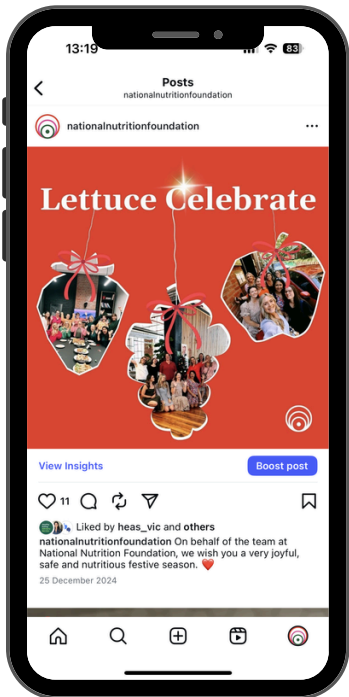 13:19
83
Posts
nationalnutritionfoundation
nationalnutritionfoundation
Lettuce Celebrate
View Insights
Boost post
11
Liked by heas_vic and others
nationalnutritionfoundation On behalf of the team at
National Nutrition Foundation, we wish you a very joyful,
safe and nutritious festive season. ❤️
25 December 2024